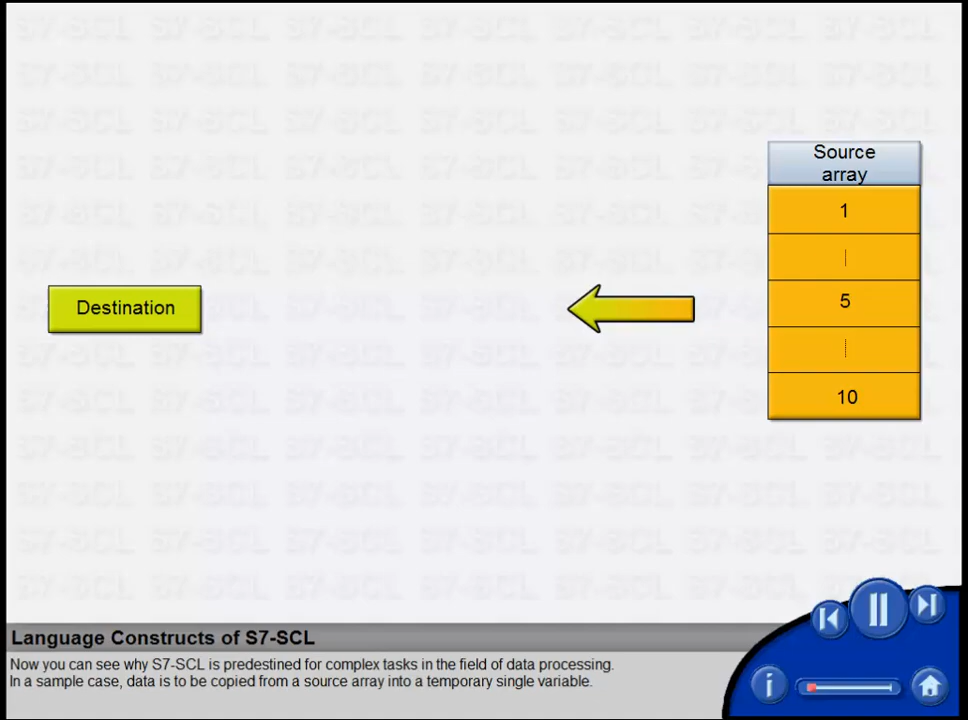 Source
array
1
5
10
Destination
Language Constructs of S7-SCL
Now you can see why S7-SCL is predestined for complex tasks in the field of data processing.
In a sample case, data is to be copied from a source array into a temporary single variable.
i